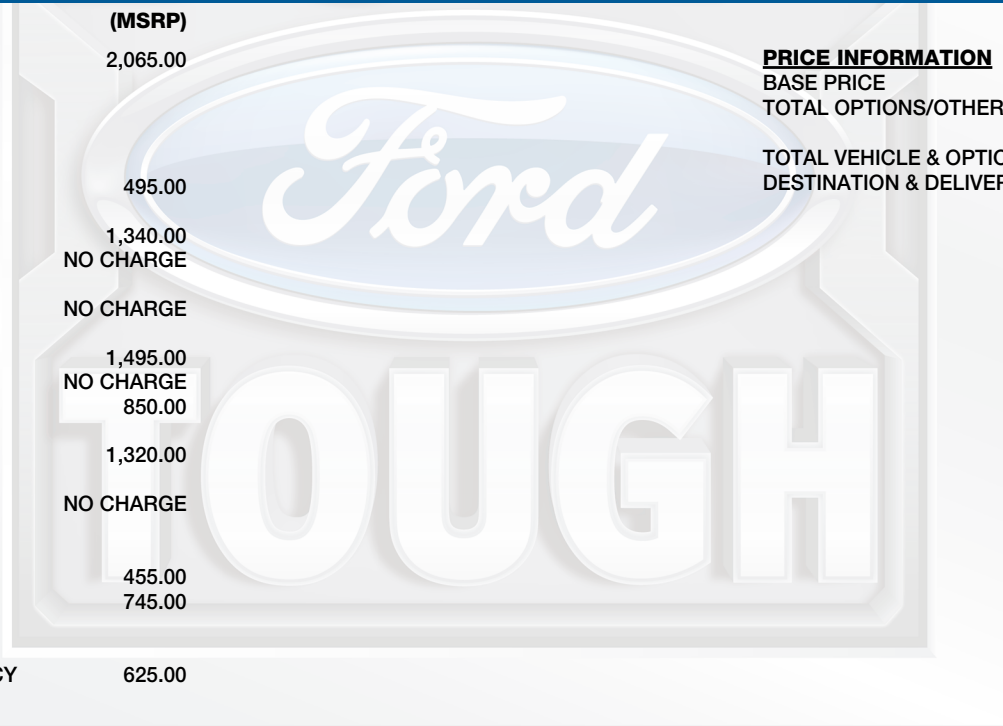 (MSRP)
2,065.00
495.00
1,340.00
NO CHARGE
NO CHARGE
1,495.00
NO CHARGE
850.00
1,320.00
NO CHARGE
455.00
745.00
CY 625.00
PRICE INFORMATION
BASE PRICE
TOTAL OPTIONS/OTHER
TOTAL VEHICLE & OPTIO
DESTINATION & DELIVER
Ford
TOUGH